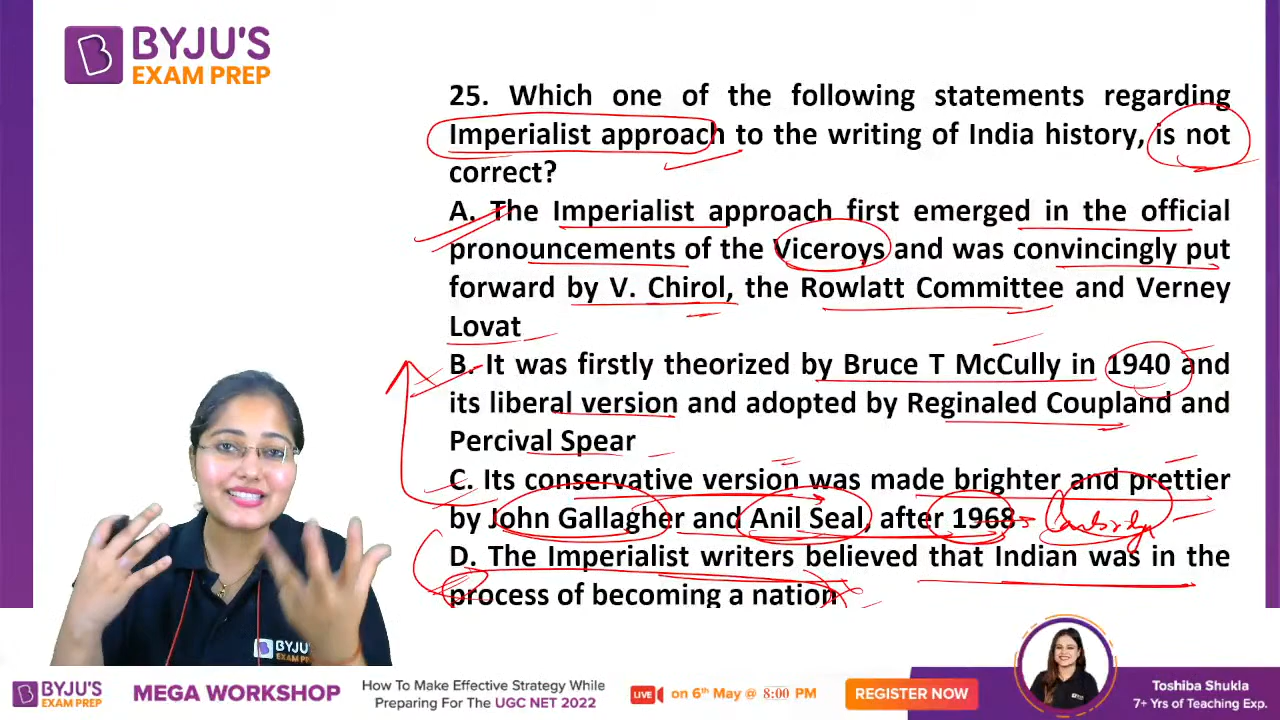 BYJU'S
EXAM PREP
25. Which one of the following statements regarding
Imperialist approach to the writing of India history, is not
correct?
A. The Imperialist approach first emerged in the official
pronouncements of the Viceroys and was convincingly put
forward by V. Chirol, the Rowlatt Committee and Verney
Lovat
B. It was firstly theorized by Bruce T McCully in 1940 and
its liberal version and adopted by Reginaled Coupland and
Percival Spear
C. Its conservative version was made brighter and prettier
by John Gallagher and Anil Seal, after 1968 Cambridge
D. The Imperialist writers believed that Indian was in the
process of becoming a nation
BYJU'S
EXAM PREP
BYJU'S
EXAM PREP
MEGA WORKSHOP
How To Make Effective Strategy While
Preparing For The UGC NET 2022
LIVE on 6th May @ 8:00 PM
REGISTER NOW
Toshiba Shukla
7+ Yrs of Teaching Exp.